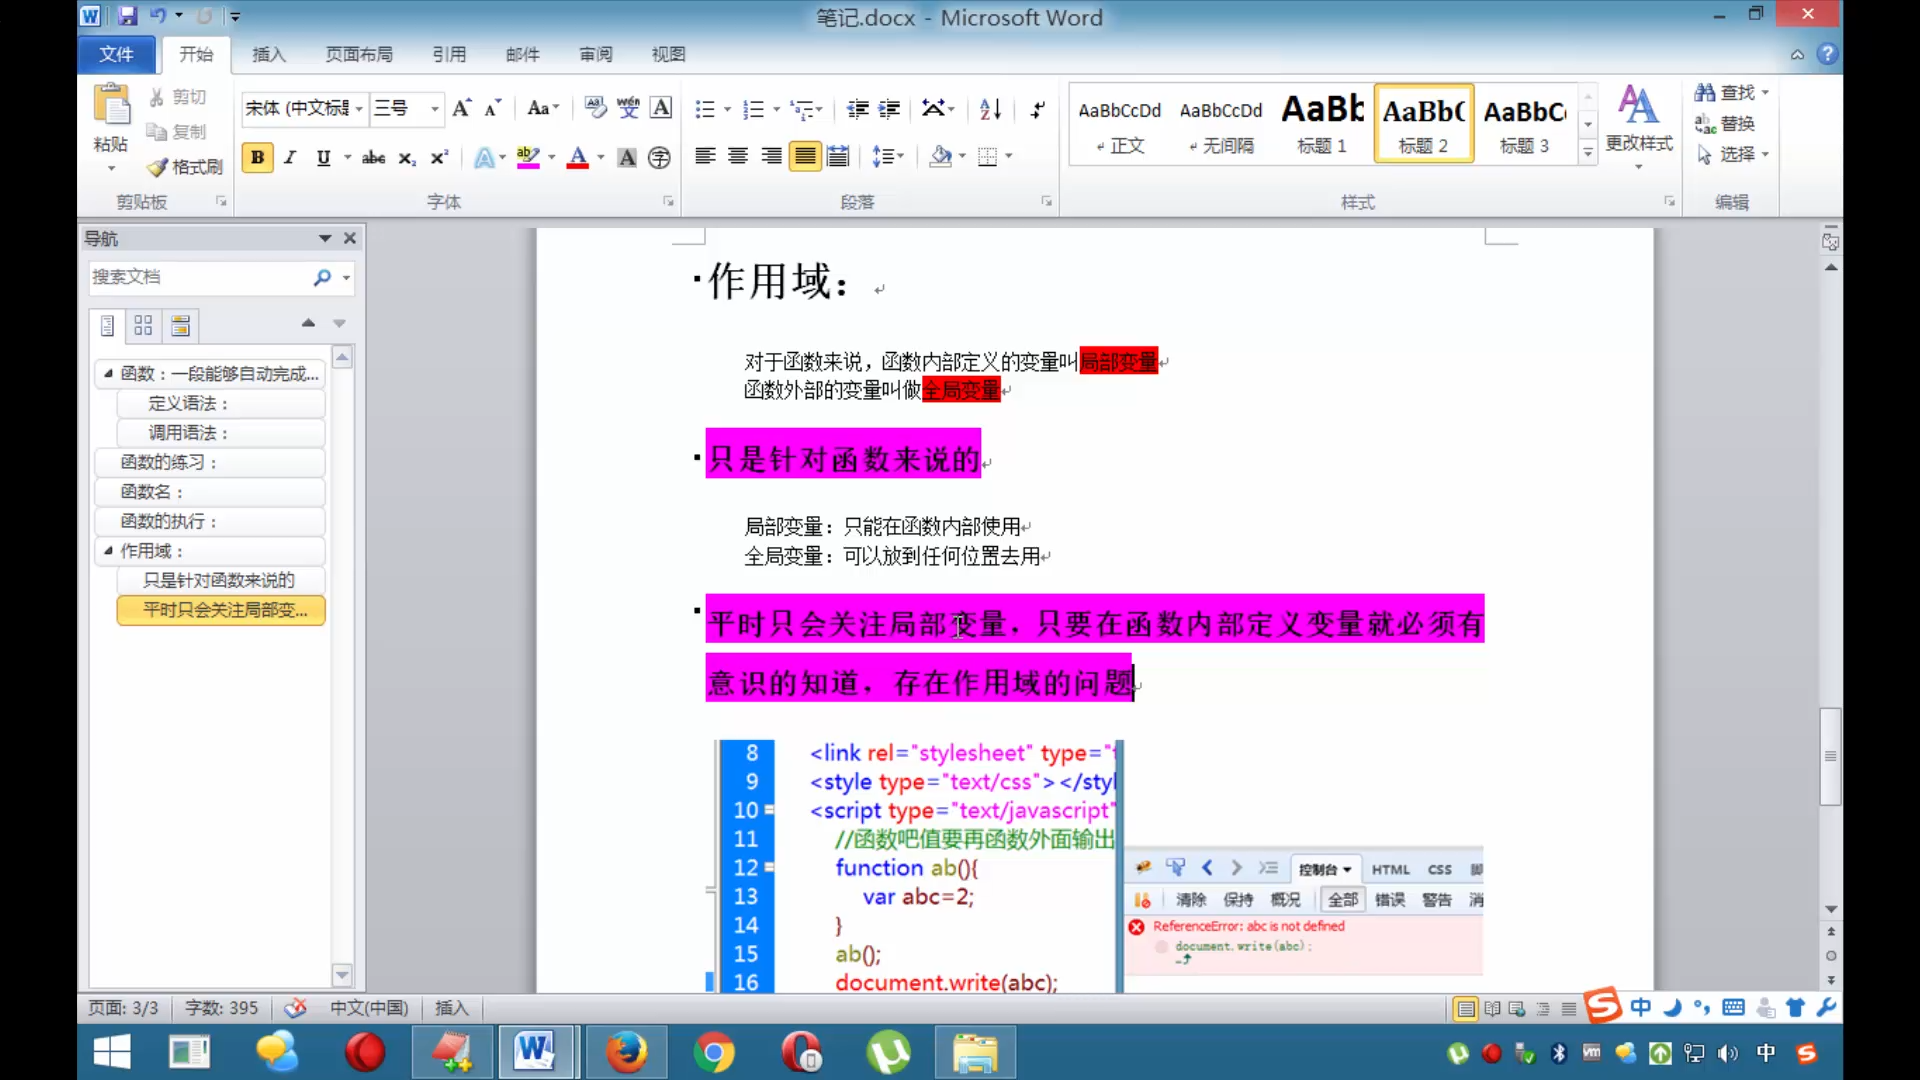 笔记.docx - Microsoft Word
文件 开始 插入 页面布局 引用 邮件 审阅 视图
粘贴
剪切
复制
格式刷
剪贴板
宋体 (中文标
三号
字体
段落
AaBbCcDd AaBbCcDd AaBb AaBb( AaBbC
正文 无间隔 标题 1 标题 2 标题 3
更改样式
样式
查找
替换
选择
编辑
导航
搜索文档
函数：一段能够自动完成...
定义语法：
调用语法：
函数的练习：
函数名：
函数的执行：
作用域：
只是针对函数来说的
平时只会关注局部变...
作用域：
对于函数来说，函数内部定义的变量叫局部变量
函数外部的变量叫做全局变量
只是针对函数来说的
局部变量：只能在函数内部使用
全局变量：可以放到任何位置去用
平时只会关注局部变量，只要在函数内部定义变量就必须有
意识的知道，存在作用域的问题
8 <link rel="stylesheet" type="t
9 <style type="text/css"></styl
10 <script type="text/javascript"
11 //函数吧值要再函数外面输出
12 function ab(){
13 var abc=2;
14 }
15 ab();
16 document.write(abc);
控制台 HTML CSS
清除 保持 概况 全部 错误 警告
ReferenceError: abc is not defined
document.write(abc);
页面: 3/3 字数: 395 中文(中国) 插入
中
中